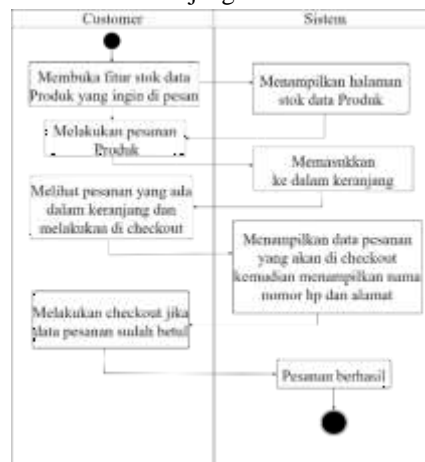 Customer
Sistem
Membuka fitur stok data
Produk yang ingin di pesan
Menampilkan halaman
stok data Produk
Melakukan pesanan
Produk
Memasukkan
ke dalam keranjang
Melihat pesanan yang ada
dalam keranjang dan
melakukan di checkout
Menampilkan data pesanan
yang akan di checkout
kemudian menampilkan nama
nomor hp dan alamat
Melakukan checkout jika
data pesanan sudah betul
Pesanan berhasil